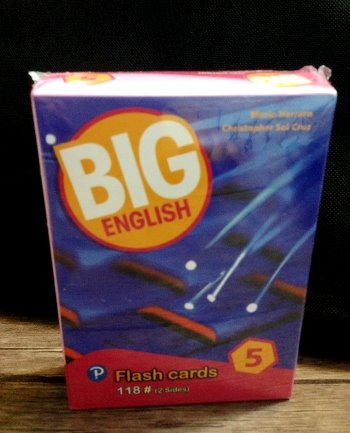 Mario Herrera
Christopher Sol Cruz
BIG
ENGLISH
5
P
Flash cards
118 # (2 Sides)